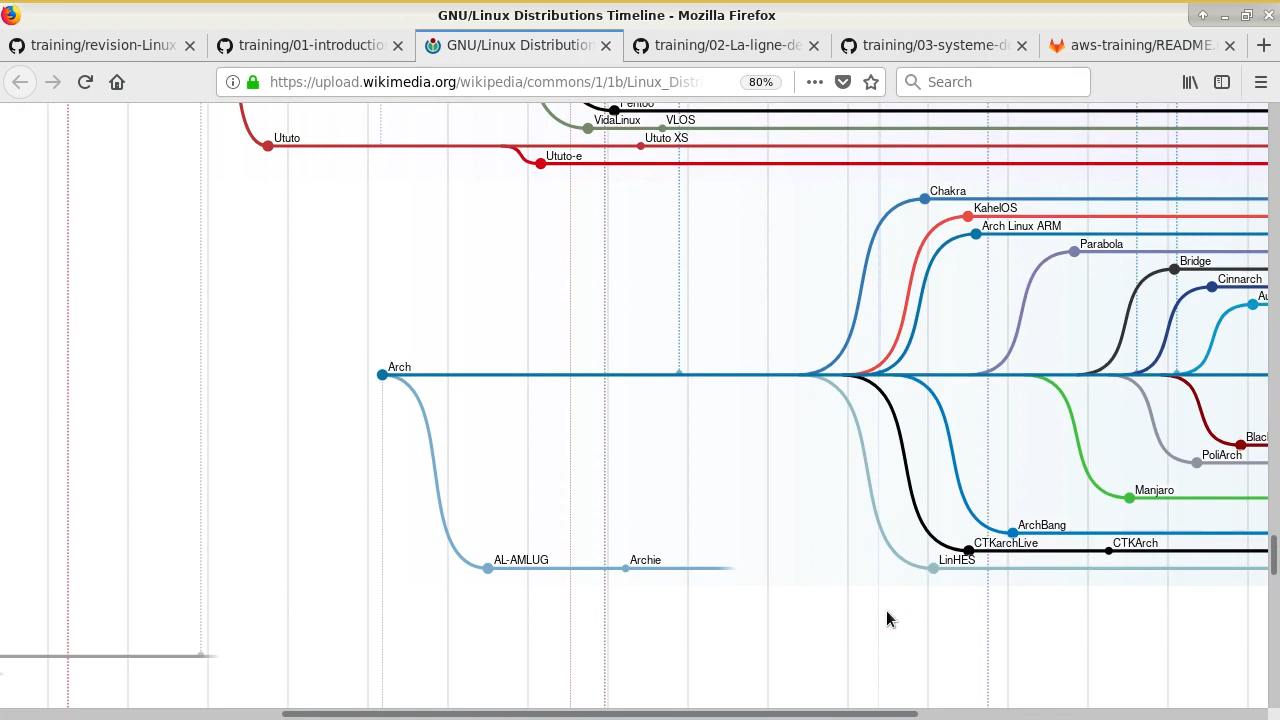 GNU/Linux Distributions Timeline - Mozilla Firefox
training/revision-Linux
training/01-introductio
GNU/Linux Distribution
training/02-La-ligne-de
training/03-systeme-d
aws-training/README.
https://upload.wikimedia.org/wikipedia/commons/1/1b/Linux_Distr
80%
Search
Pentoo
VidaLinux
VLOS
Ututo
Ututo XS
Ututo-e
Chakra
KahelOS
Arch Linux ARM
Parabola
Bridge
Cinnarch
Arch
Blac
PoliArch
Manjaro
ArchBang
CTKarchLive
CTKArch
AL-AMLUG
Archie
LinHES